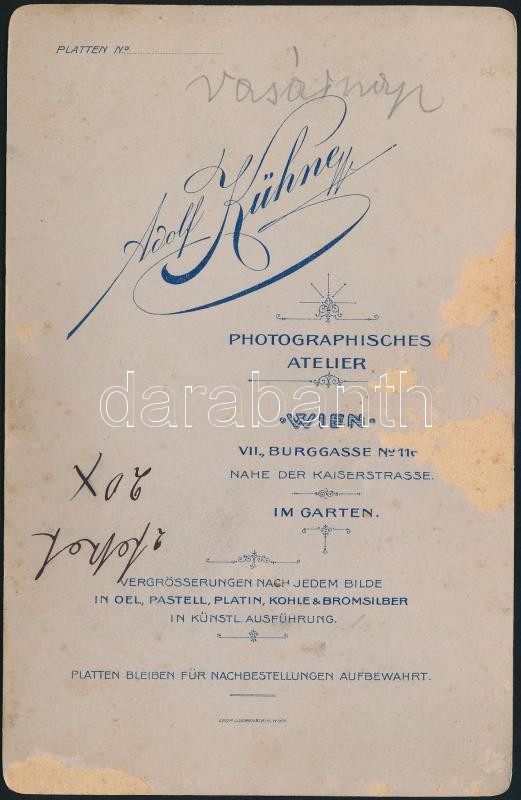 PLATTEN No
vasárnap
Adolf Kühne
PHOTOGRAPHISCHES
ATELIER
darabanth
WIEN
VII., BURGGASSE No 116
NAHE DER KAISERSTRASSE.
20X
IM GARTEN.
VERGRÖSSERUNGEN NACH JEDEM BILDE
IN OEL, PASTELL, PLATIN, KOHLE & BROMSILBER
IN KÜNSTL. AUSFÜHRUNG.
PLATTEN BLEIBEN FÜR NACHBESTELLUNGEN AUFBEWAHRT.